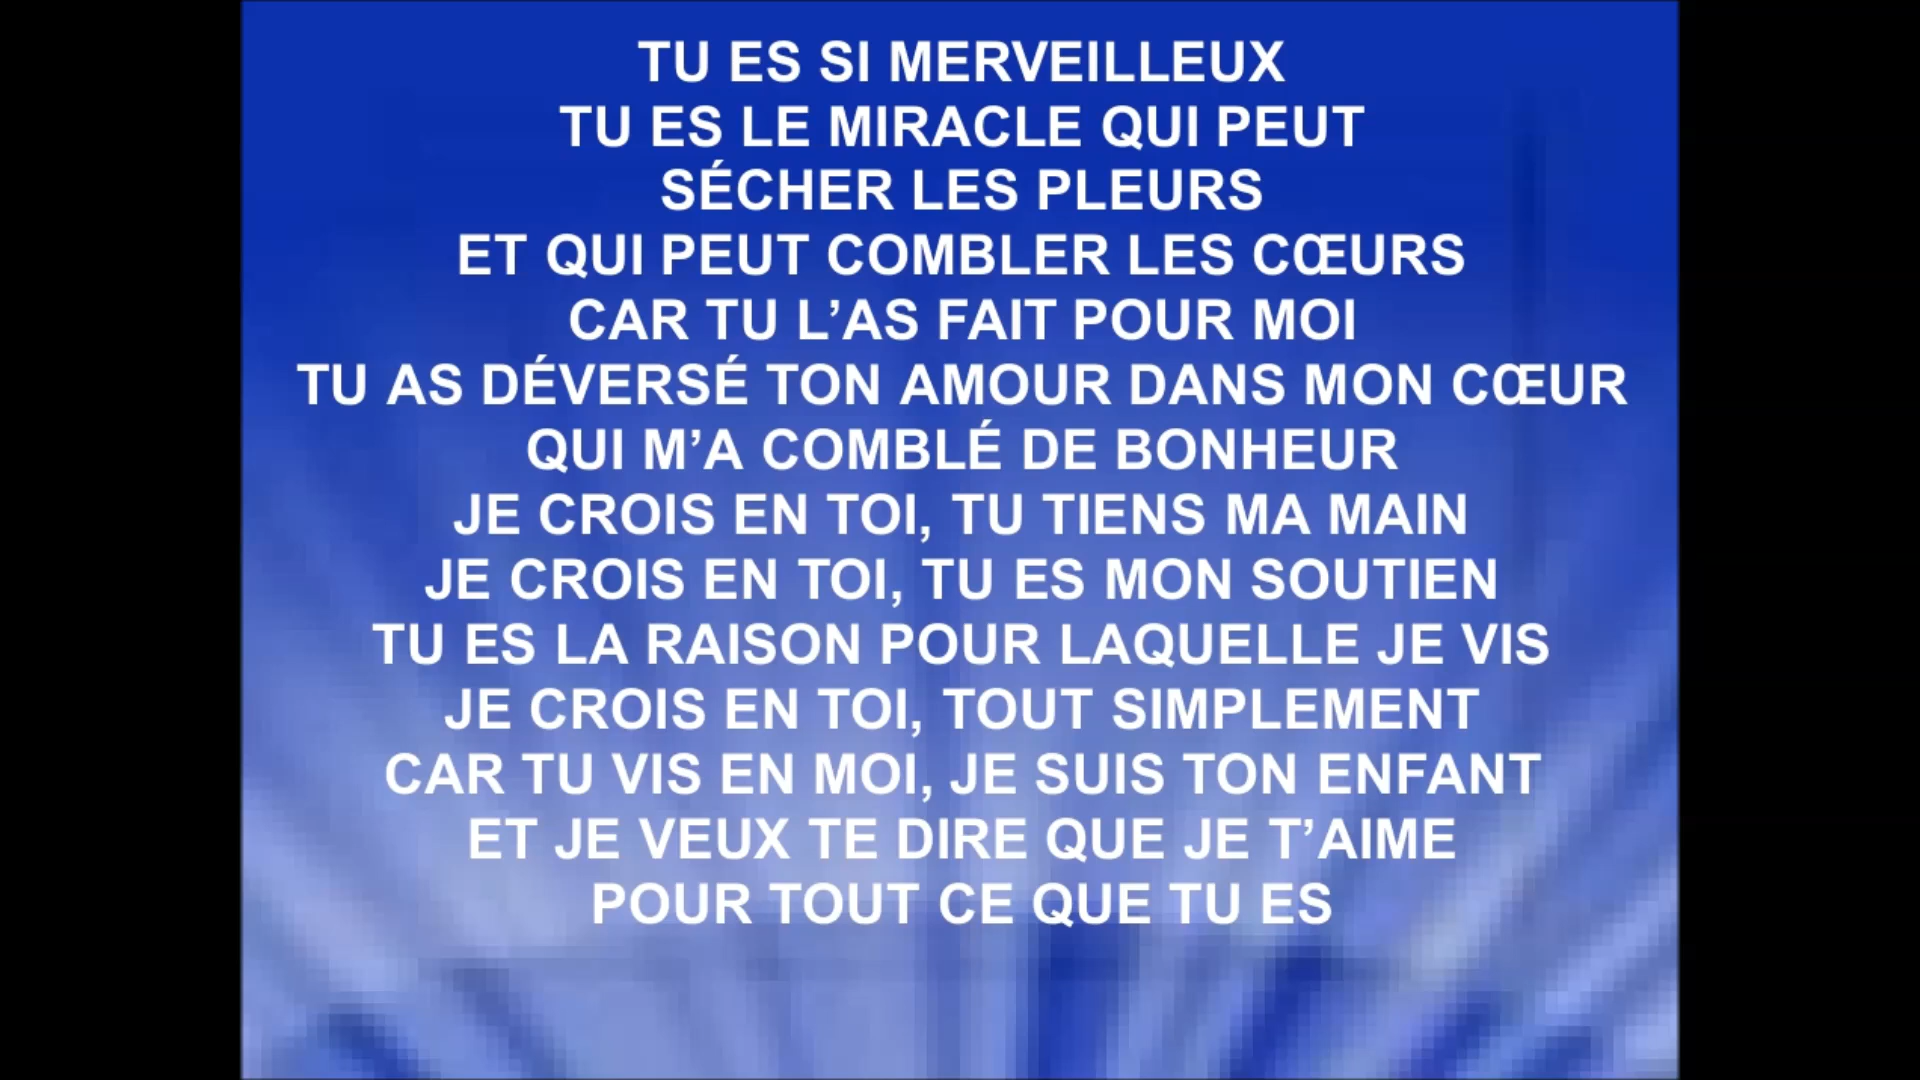 TU ES SI MERVEILLEUX
TU ES LE MIRACLE QUI PEUT
SÉCHER LES PLEURS
ET QUI PEUT COMBLER LES CŒURS
CAR TU L’AS FAIT POUR MOI
TU AS DÉVERSÉ TON AMOUR DANS MON CŒUR
QUI M’A COMBLÉ DE BONHEUR
JE CROIS EN TOI, TU TIENS MA MAIN
JE CROIS EN TOI, TU ES MON SOUTIEN
TU ES LA RAISON POUR LAQUELLE JE VIS
JE CROIS EN TOI, TOUT SIMPLEMENT
CAR TU VIS EN MOI, JE SUIS TON ENFANT
ET JE VEUX TE DIRE QUE JE T’AIME
POUR TOUT CE QUE TU ES